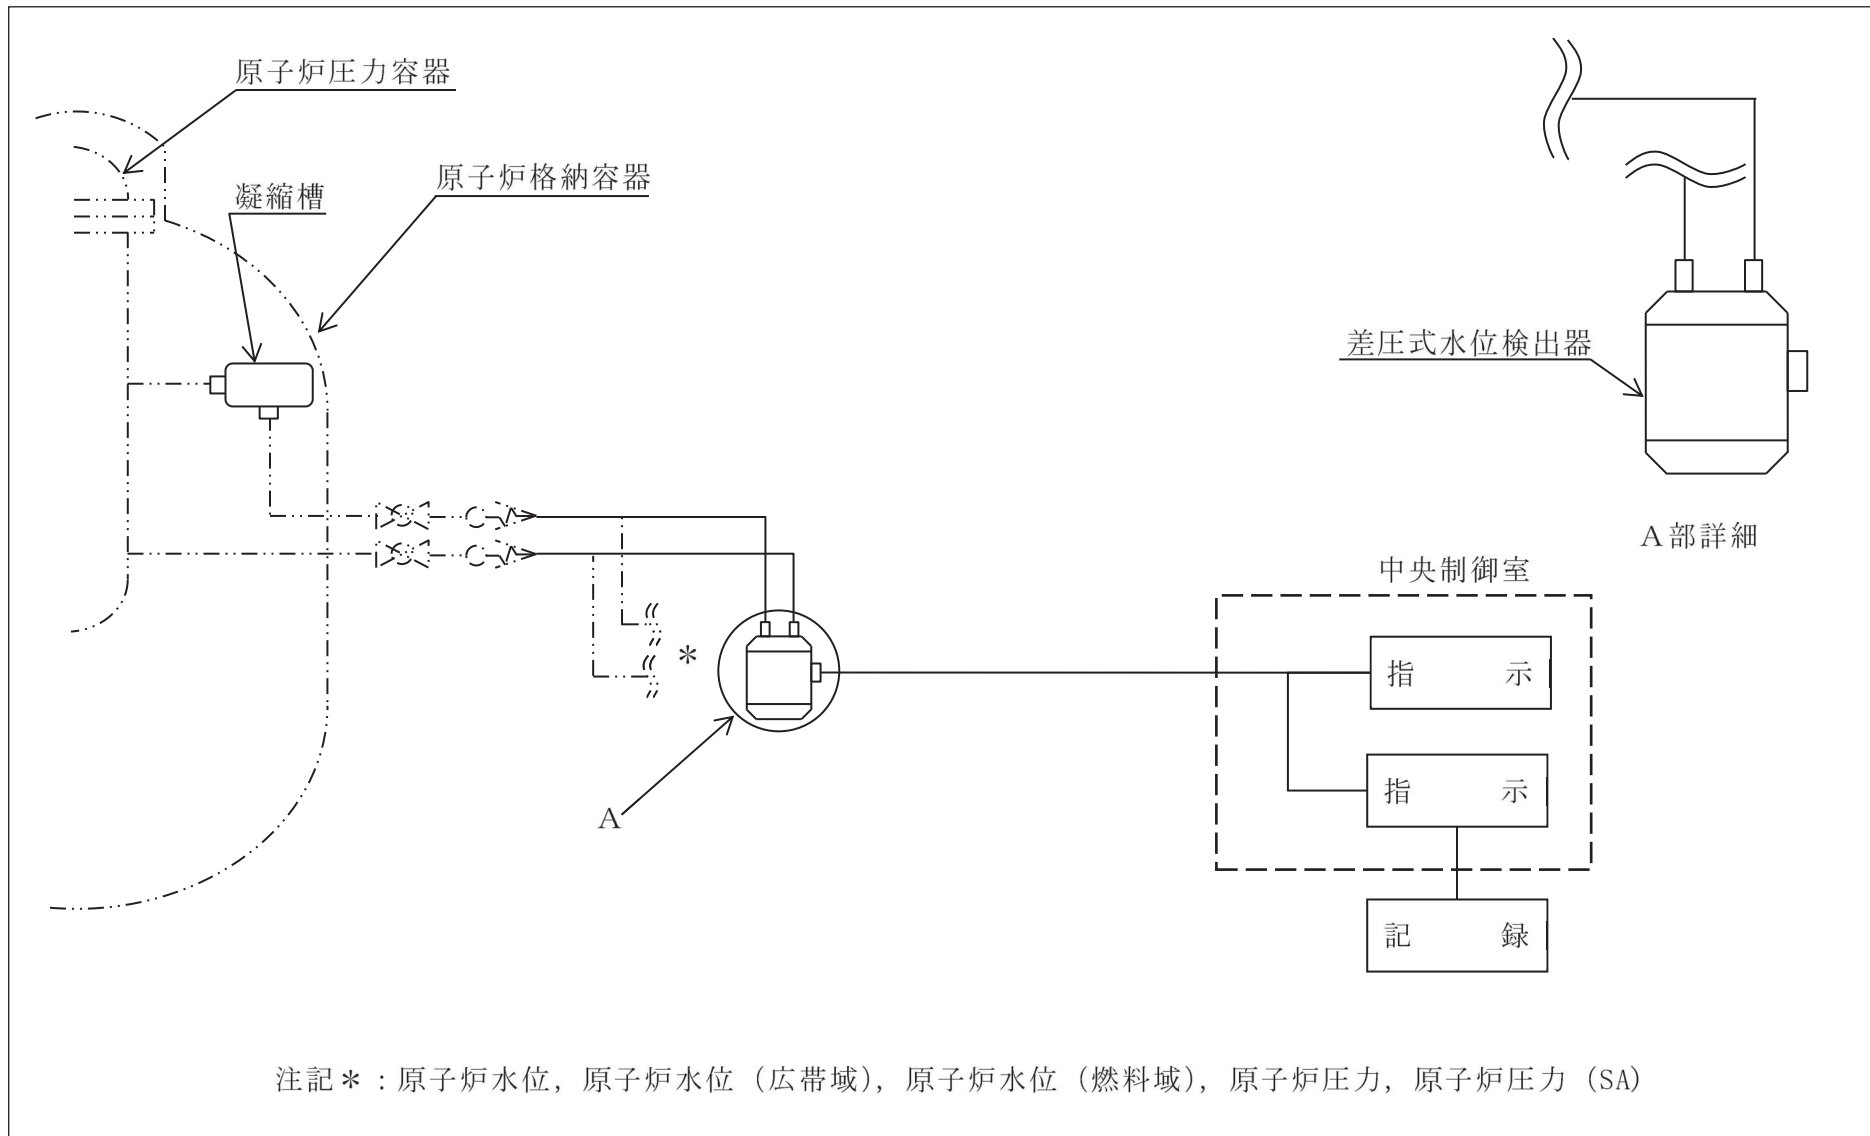 原子炉圧力容器
原子炉格納容器
凝縮槽
差圧式水位検出器
A部詳細
中央制御室
指 示
＊
指 示
A
記 録
注記＊：原子炉水位，原子炉水位（広帯域），原子炉水位（燃料域），原子炉圧力，原子炉圧力（SA）